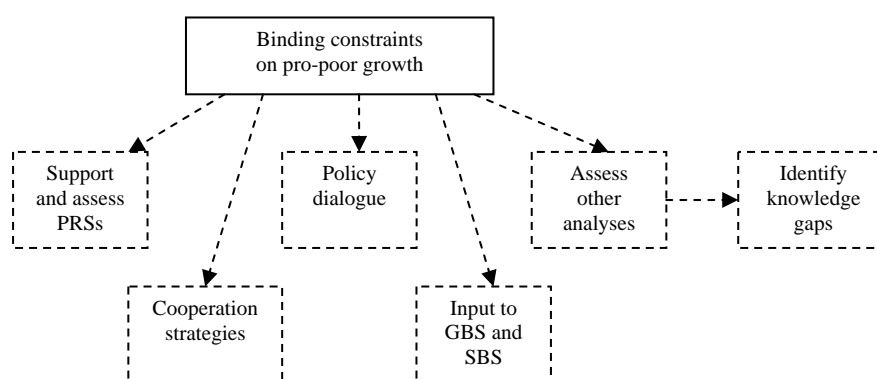 Binding constraints
on pro-poor growth
Support
and assess
PRSs
Policy
dialogue
Assess
other
analyses
Identify
knowledge
gaps
Cooperation
strategies
Input to
GBS and
SBS